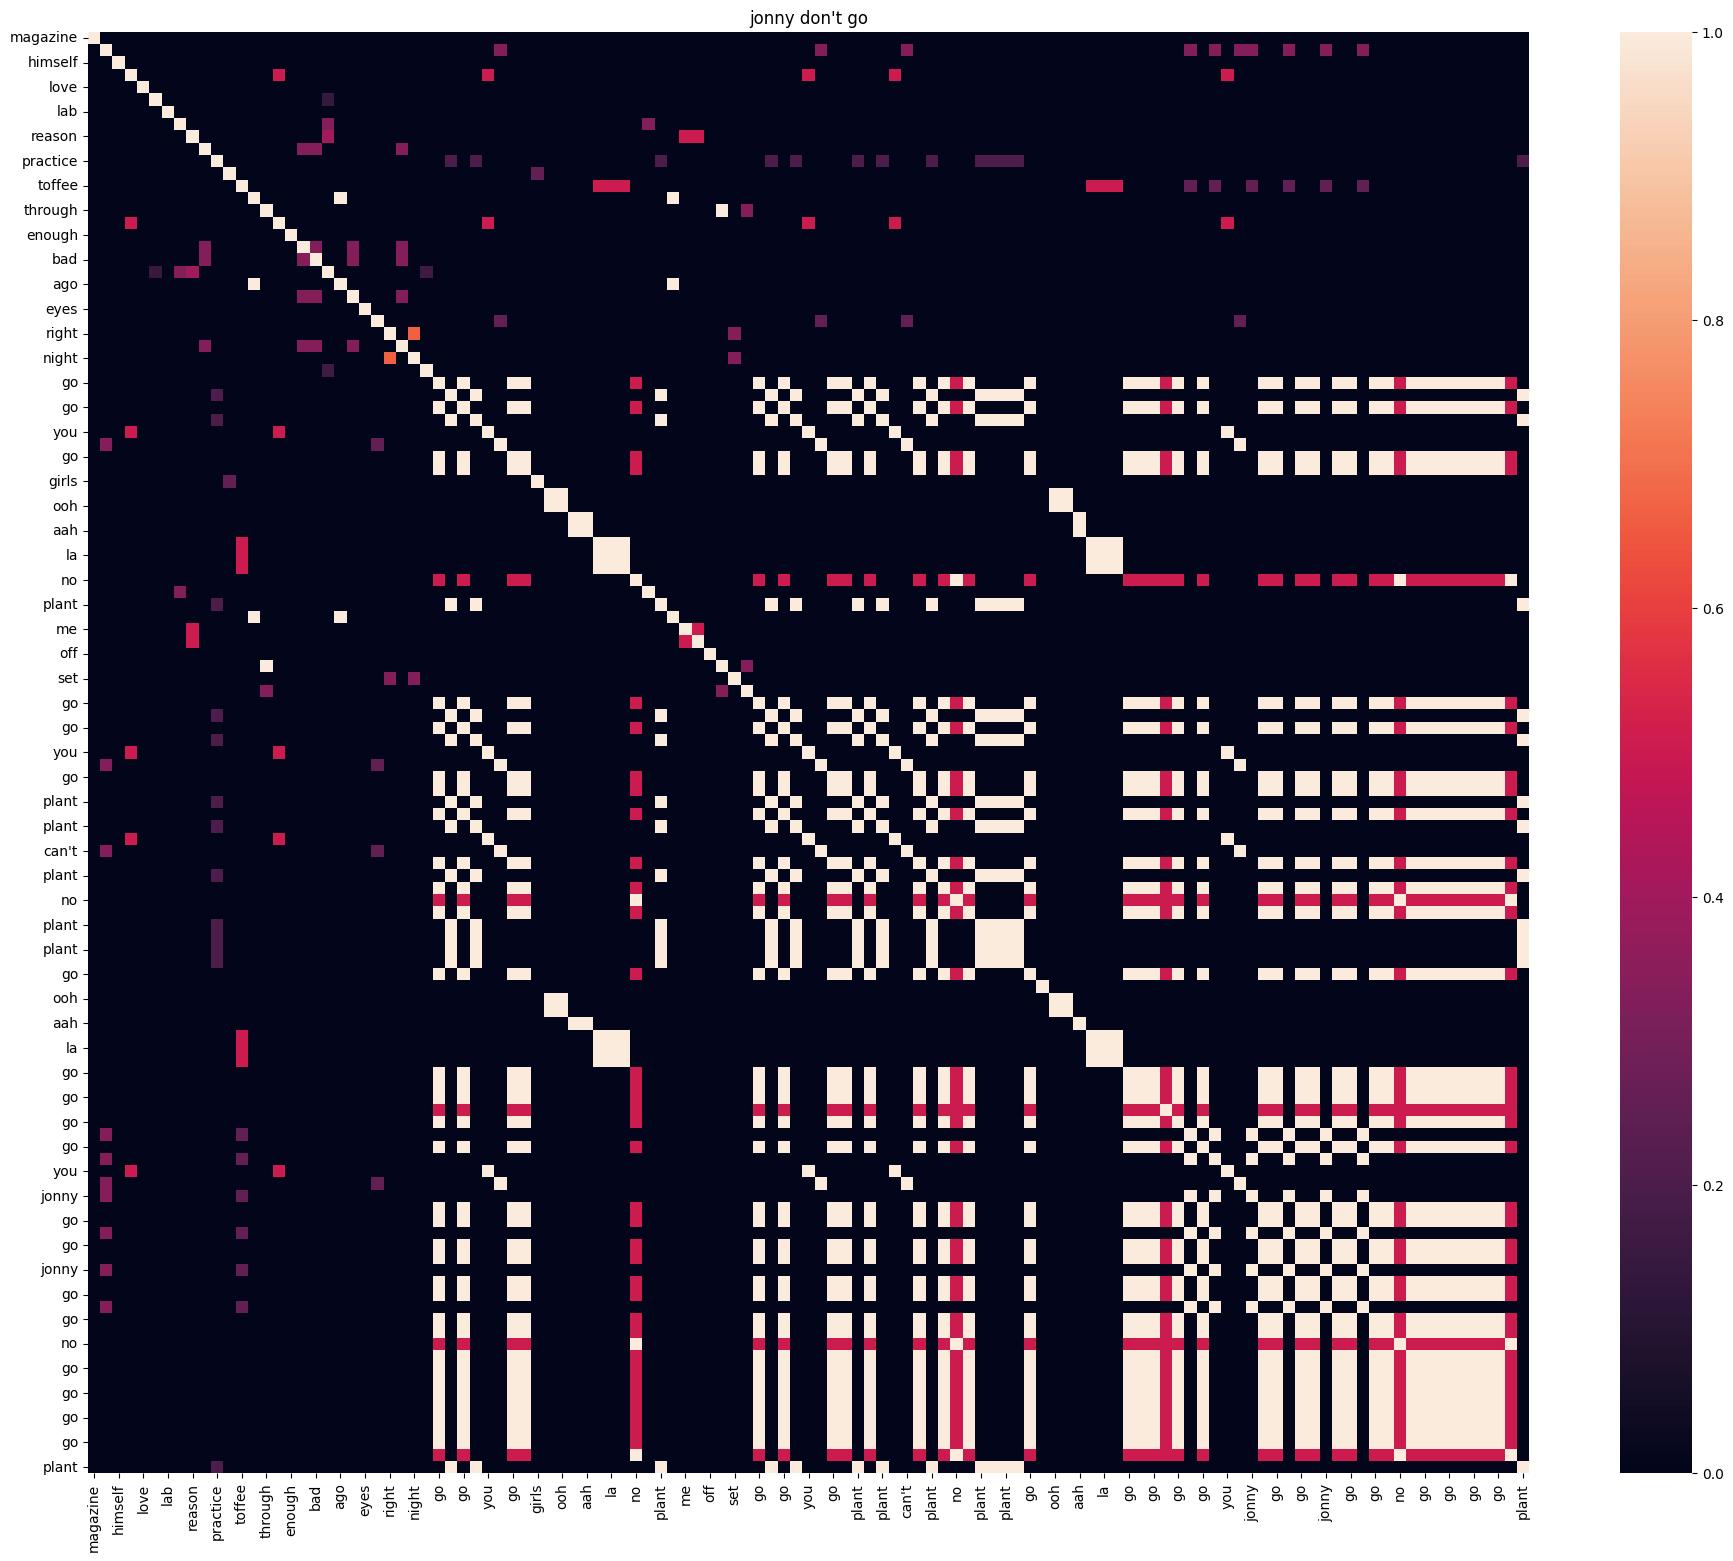 jonny don't go
magazine
himself
love
lab
reason
practice
toffee
through
enough
bad
ago
eyes
right
night
go
go
you
go
girls
ooh
aah
la
no
plant
me
off
set
go
go
you
go
plant
plant
can't
plant
no
plant
plant
go
ooh
aah
la
go
go
go
go
you
jonny
go
go
jonny
go
go
no
go
go
go
go
plant
magazine
himself
love
lab
reason
practice
toffee
through
enough
bad
ago
eyes
right
night
go
go
you
go
girls
ooh
aah
la
no
plant
me
off
set
go
go
you
go
plant
plant
can't
plant
no
plant
plant
go
ooh
aah
la
go
go
go
go
you
jonny
go
go
jonny
go
go
no
go
go
go
go
plant
1.0
0.8
0.6
0.4
0.2
0.0